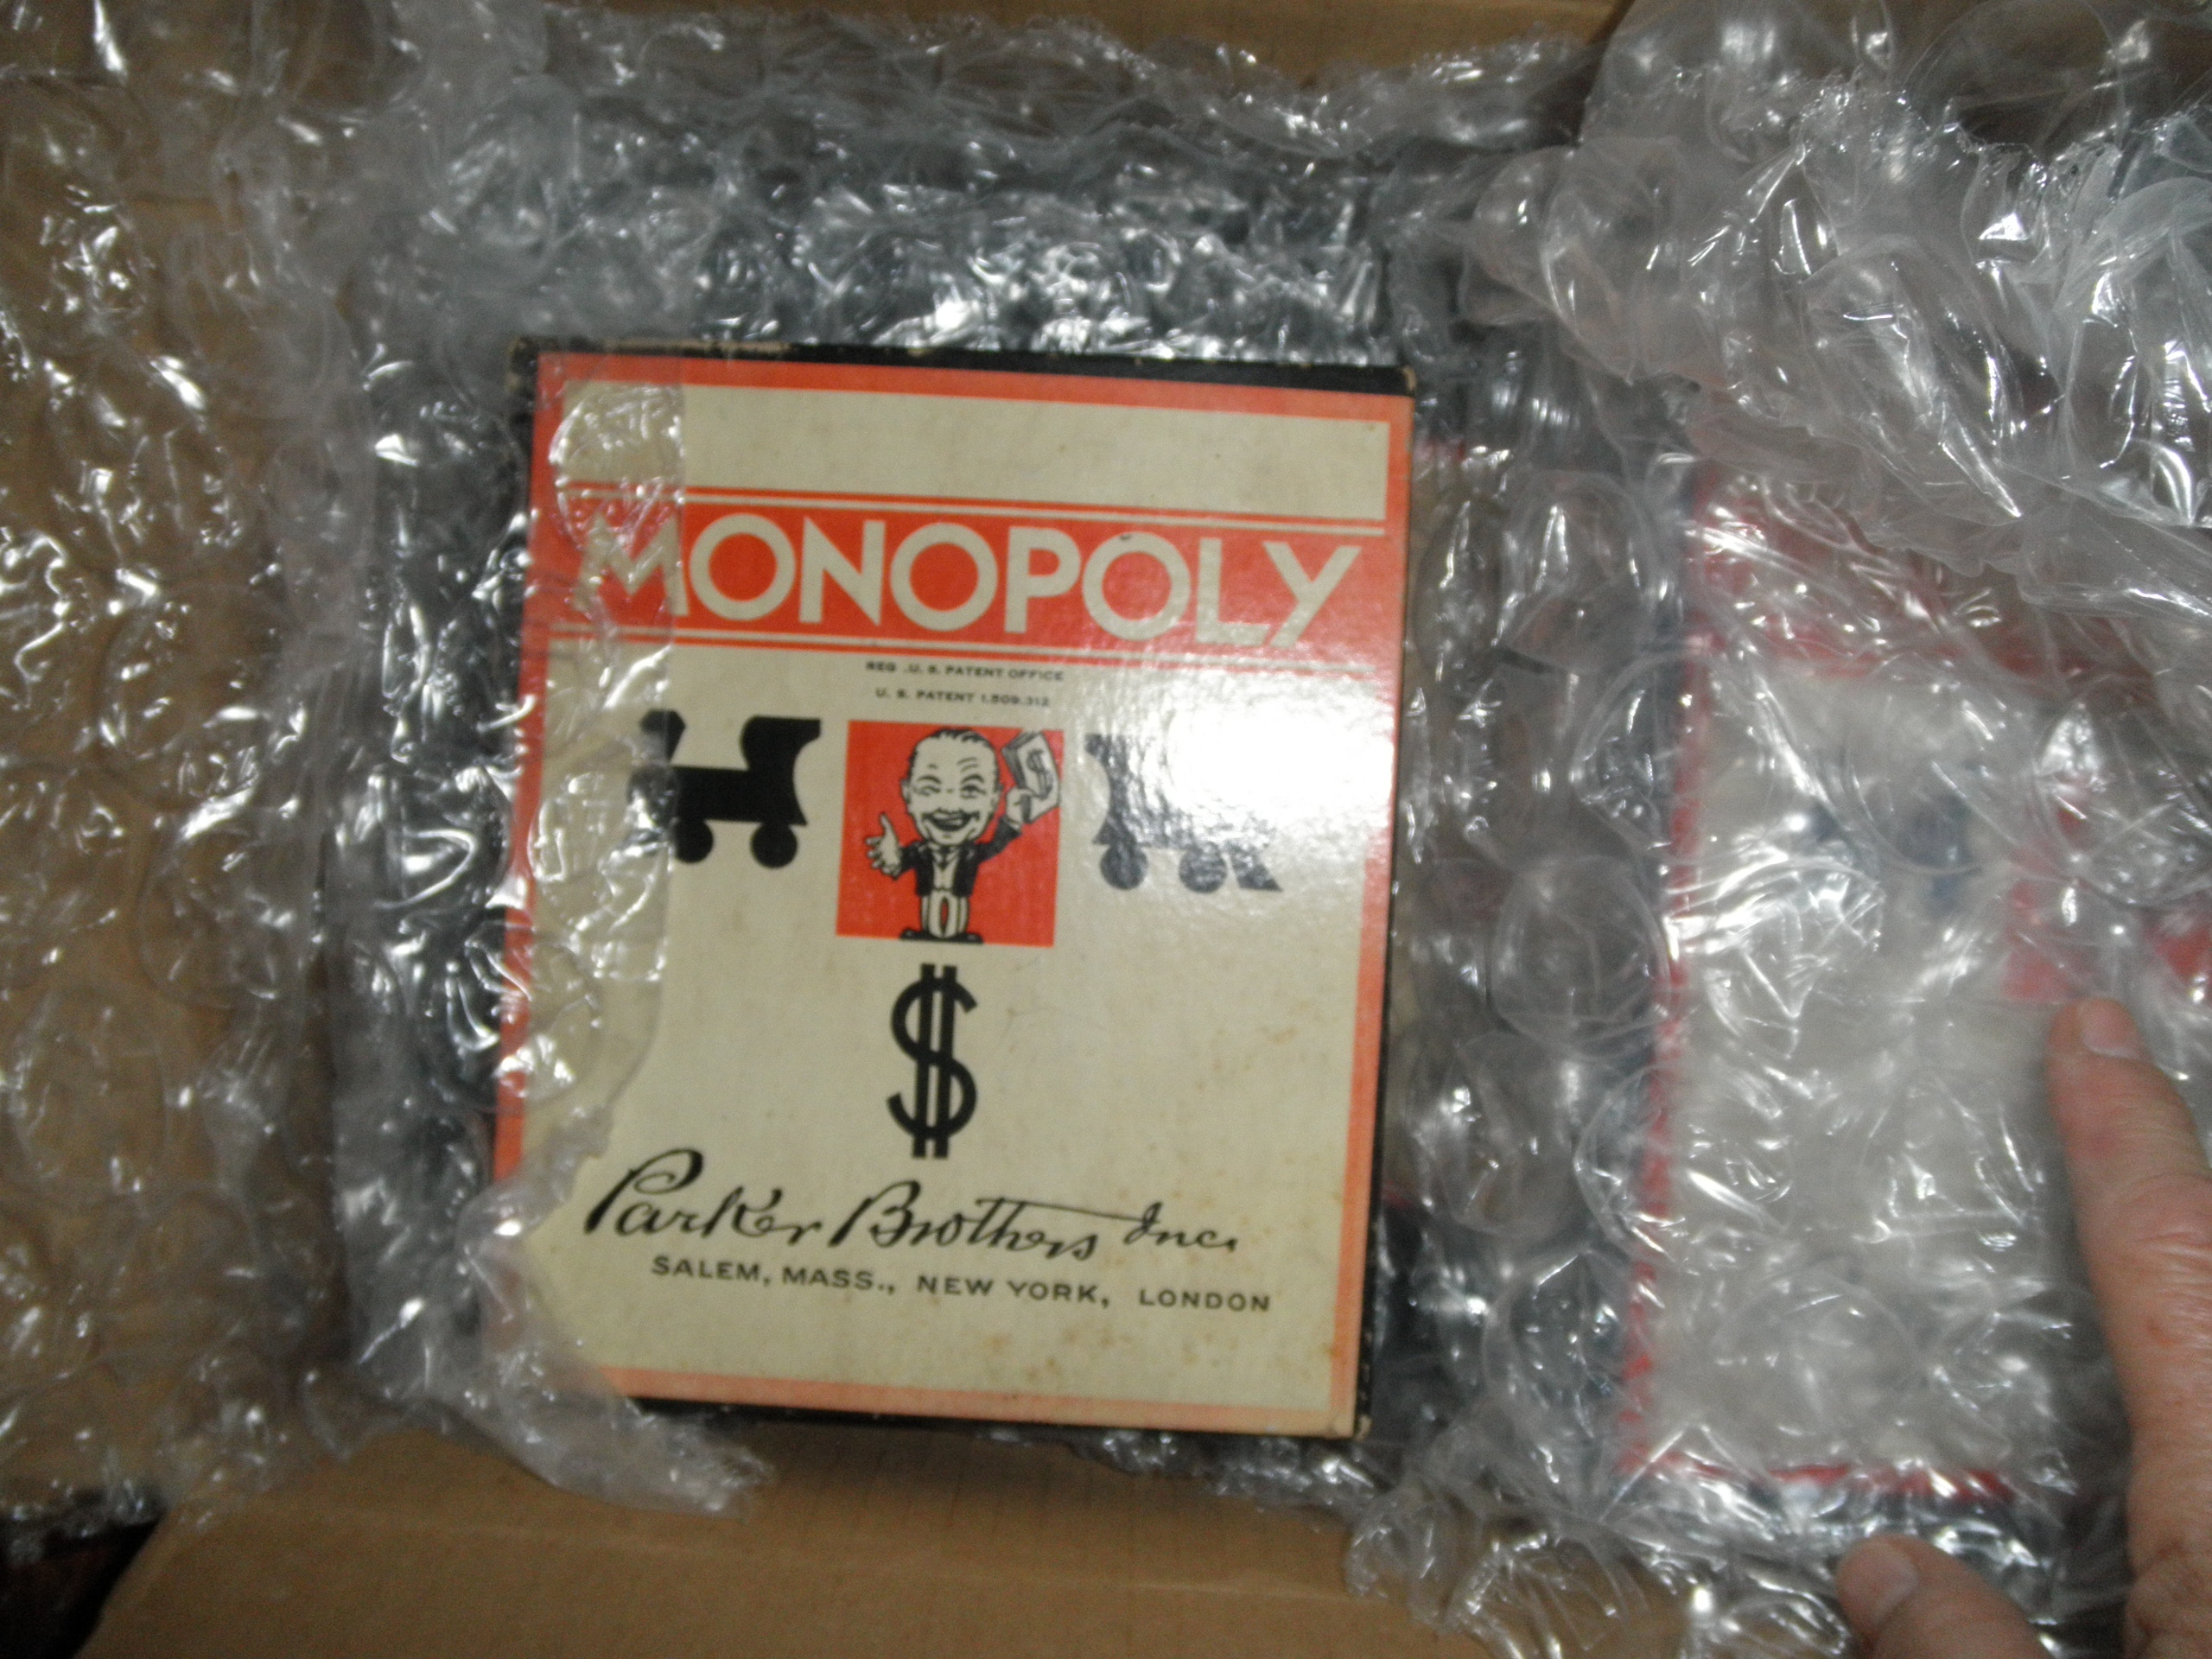 MONOPOLY
REG. U. S. PATENT OFFICE
U. S. PATENT 1,509,312
$
$
Parker Brothers Inc.
SALEM, MASS., NEW YORK, LONDON